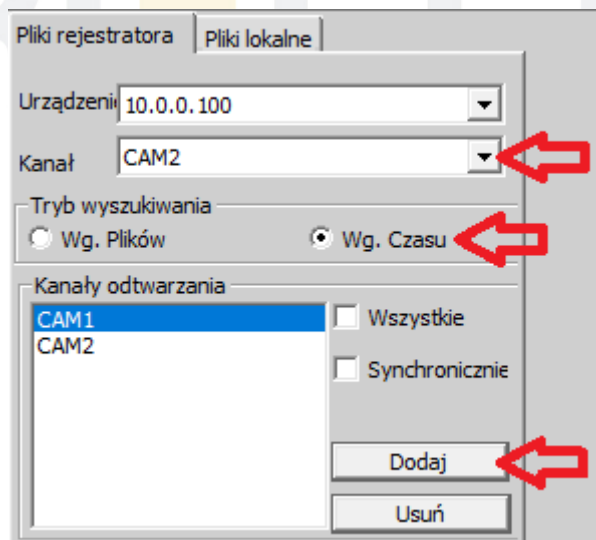 Pliki rejestratora Pliki lokalne
Urządzeni 10.0.0.100
Kanał CAM2
Tryb wyszukiwania
Wg. Plików Wg. Czasu
Kanały odtwarzania
CAM1 Wszystkie
CAM2
Synchronicznie
Dodaj
Usuń